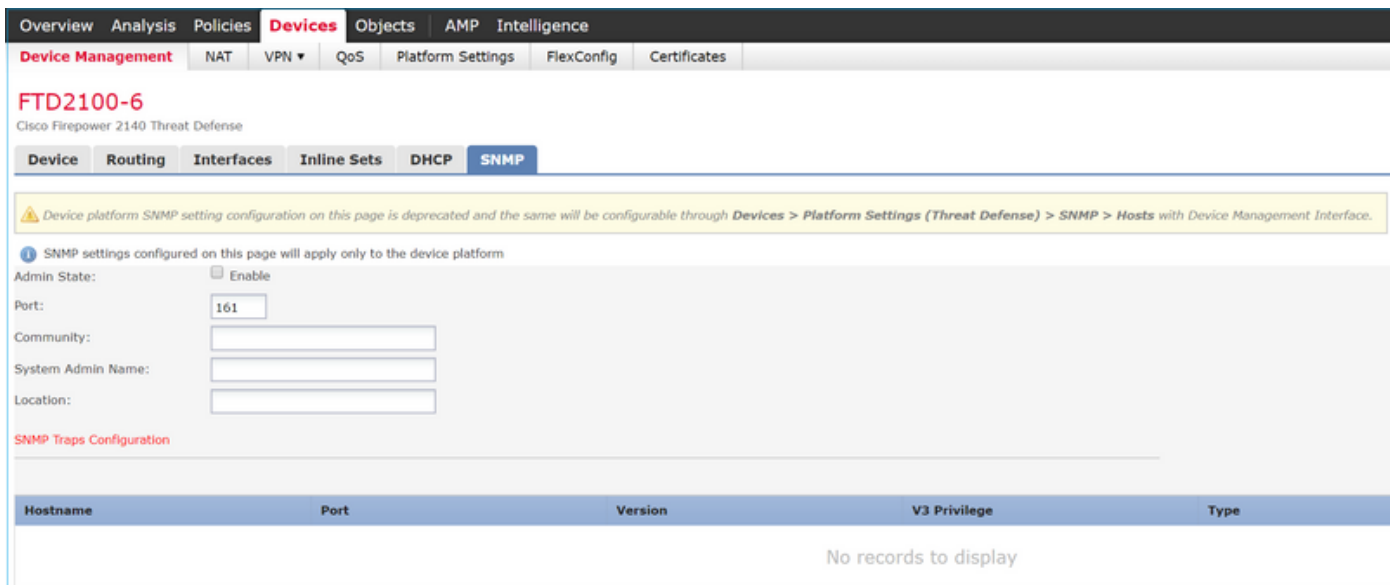 Overview Analysis Policies Devices Objects AMP Intelligence
Device Management NAT VPN ▾ QoS Platform Settings FlexConfig Certificates
FTD2100-6
Cisco Firepower 2140 Threat Defense
Device Routing Interfaces Inline Sets DHCP SNMP
Device platform SNMP setting configuration on this page is deprecated and the same will be configurable through Devices > Platform Settings (Threat Defense) > SNMP > Hosts with Device Management Interface.
SNMP settings configured on this page will apply only to the device platform
Admin State: Enable
Port: 161
Community:
System Admin Name:
Location:
SNMP Traps Configuration
Hostname Port Version V3 Privilege Type
No records to display